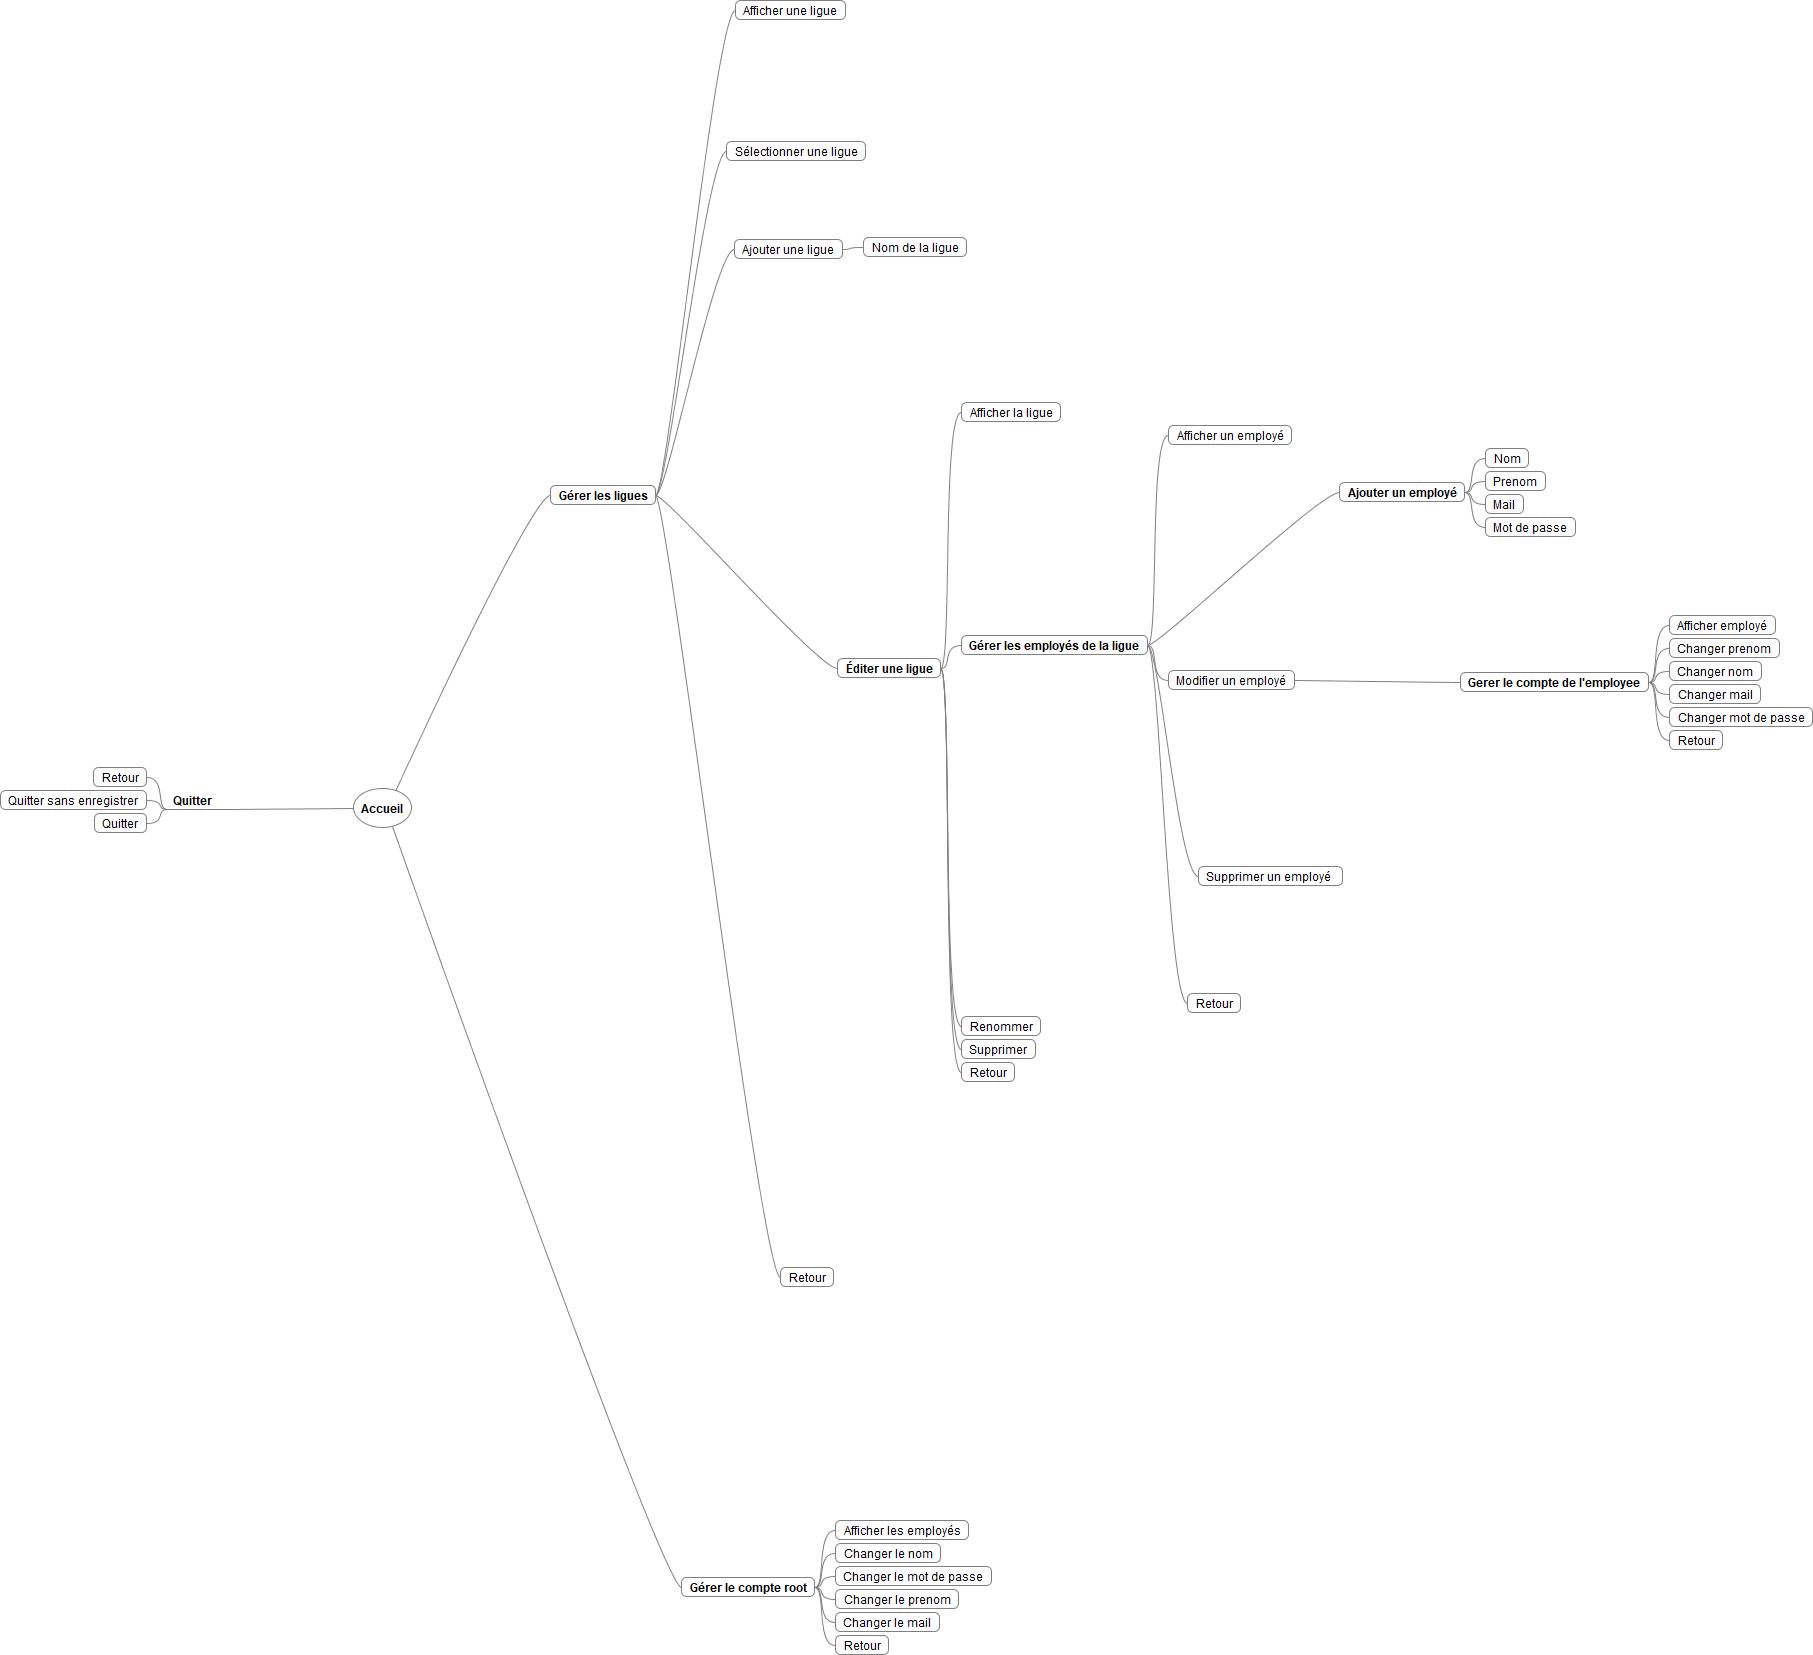 Afficher une ligue
Sélectionner une ligue
Ajouter une ligue
Nom de la ligue
Gérer les ligues
Afficher la ligue
Afficher un employé
Ajouter un employé
Nom
Prenom
Mail
Mot de passe
Éditer une ligue
Gérer les employés de la ligue
Modifier un employé
Gerer le compte de l'employee
Afficher employé
Changer prenom
Changer nom
Changer mail
Changer mot de passe
Retour
Supprimer un employé
Retour
Renommer
Supprimer
Retour
Retour
Retour
Quitter sans enregistrer
Quitter
Quitter
Accueil
Gérer le compte root
Afficher les employés
Changer le nom
Changer le mot de passe
Changer le prenom
Changer le mail
Retour